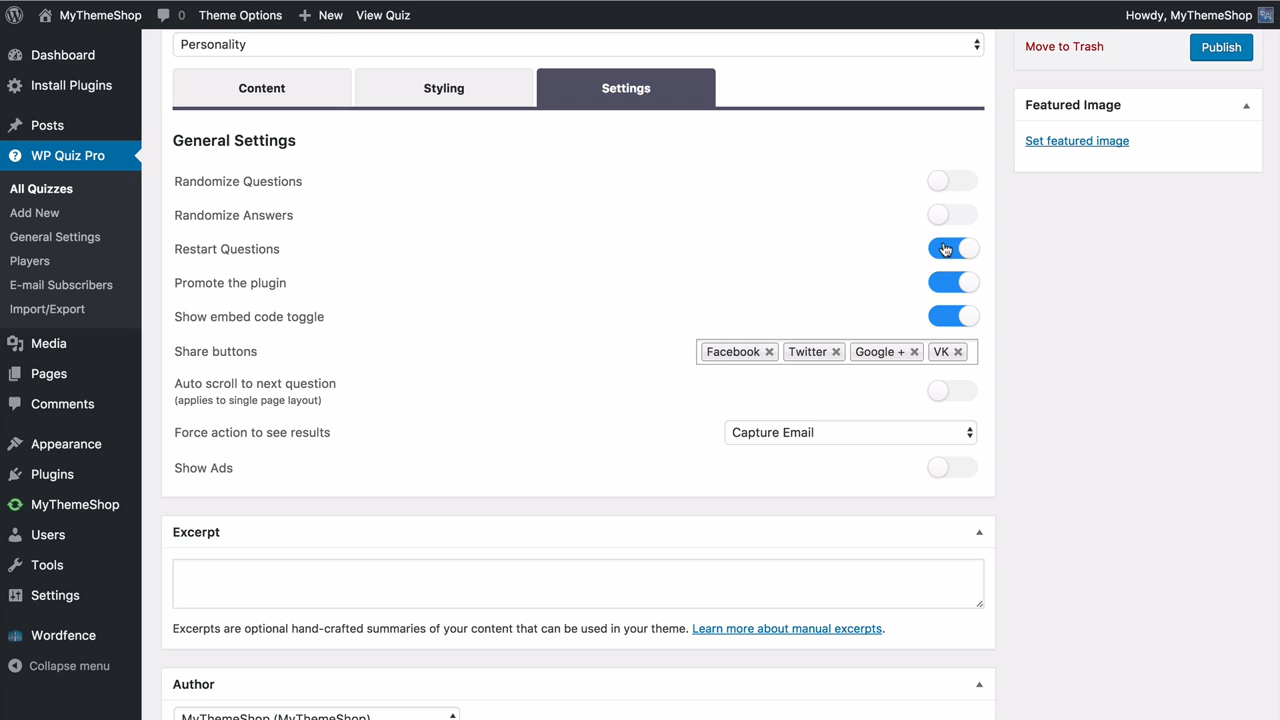 MyThemeShop 0 Theme Options New View Quiz Howdy, MyThemeShop
Dashboard
Install Plugins
Posts
WP Quiz Pro
All Quizzes
Add New
General Settings
Players
E-mail Subscribers
Import/Export
Media
Pages
Comments
Appearance
Plugins
MyThemeShop
Users
Tools
Settings
Wordfence
Collapse menu
Personality
Content Styling Settings
General Settings
Randomize Questions
Randomize Answers
Restart Questions
Promote the plugin
Show embed code toggle
Share buttons Facebook × Twitter × Google + × VK ×
Auto scroll to next question
(applies to single page layout)
Force action to see results Capture Email
Show Ads
Excerpt
Excerpts are optional hand-crafted summaries of your content that can be used in your theme. Learn more about manual excerpts.
Author
MyThemeShop (MyThemeShop)
Move to Trash Publish
Featured Image
Set featured image